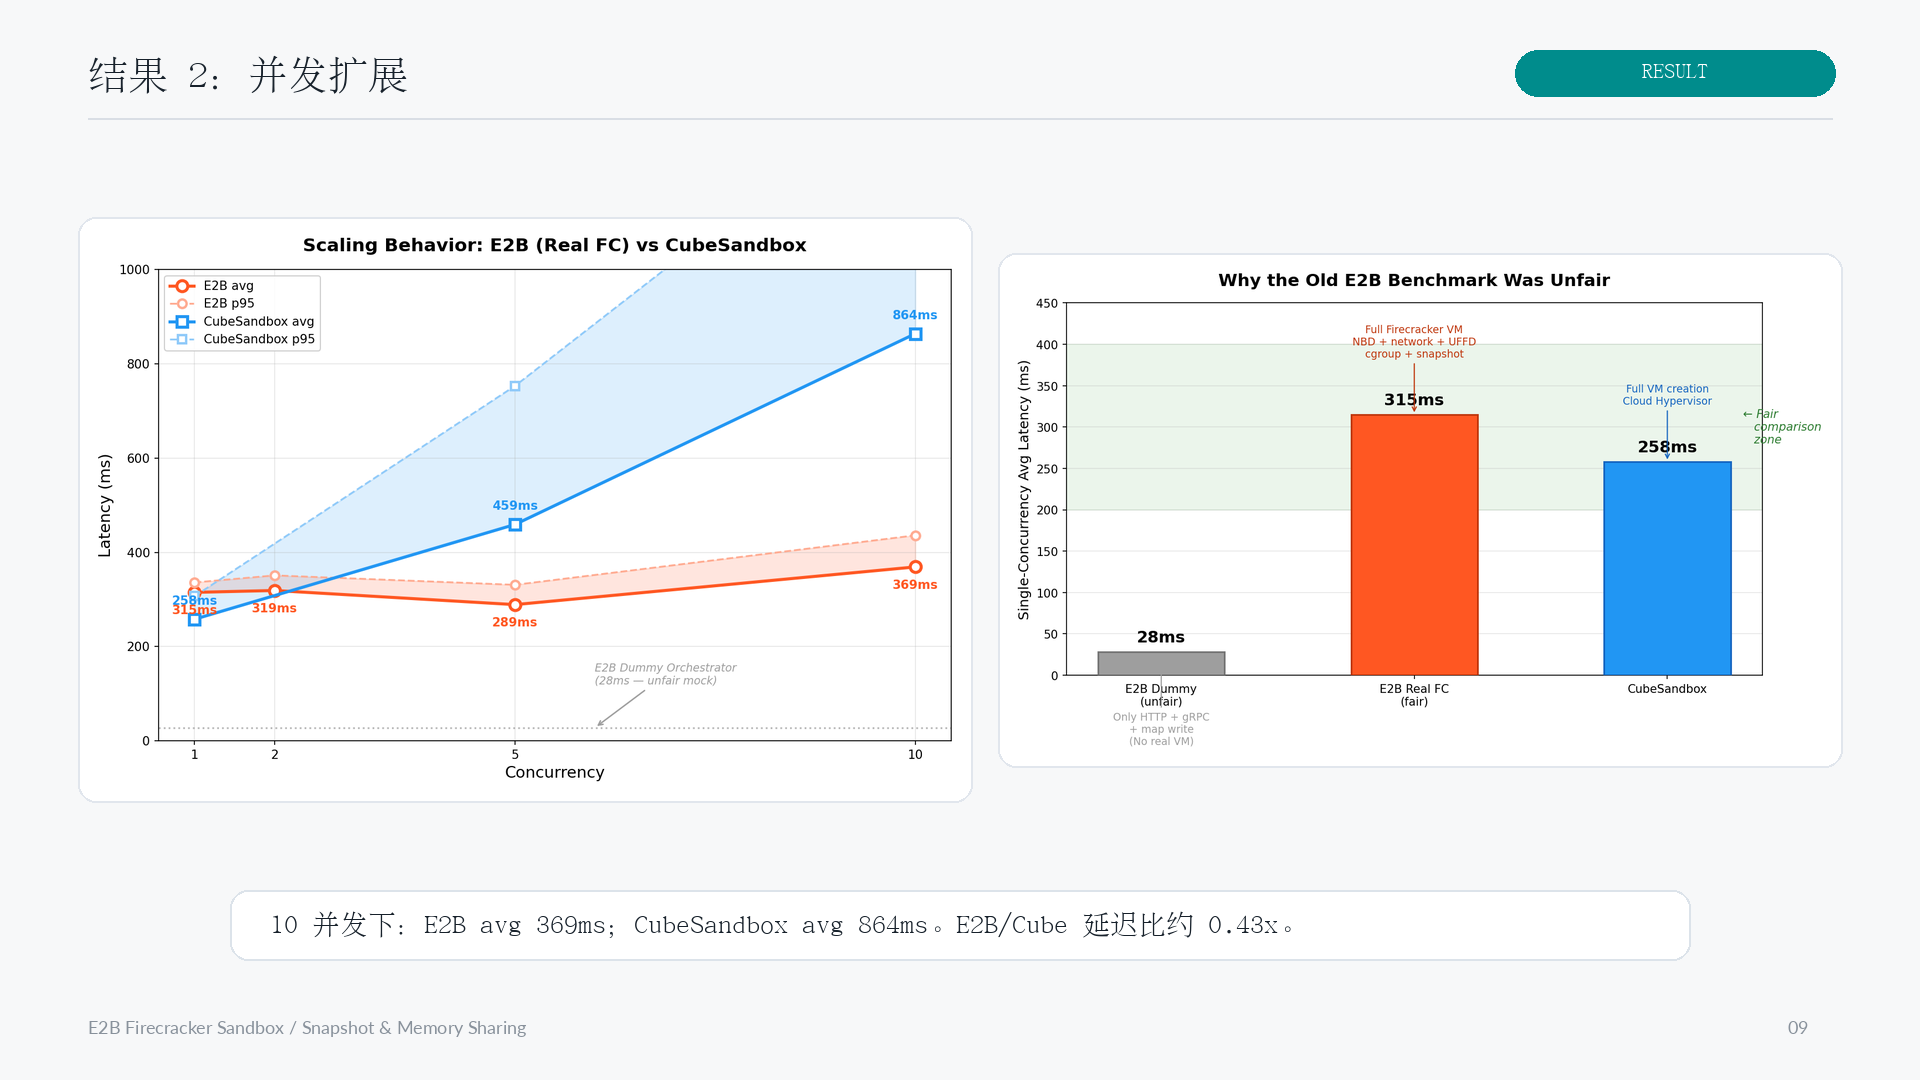 结果 2: 并发扩展
RESULT
Scaling Behavior: E2B (Real FC) vs CubeSandbox
1000
800
600
400
200
0
Latency (ms)
E2B avg
E2B p95
CubeSandbox avg
CubeSandbox p95
864ms
459ms
258ms
315ms
319ms
289ms
369ms
E2B Dummy Orchestrator
(28ms — unfair mock)
1 2 5 10
Concurrency
Why the Old E2B Benchmark Was Unfair
450
400
350
300
250
200
150
100
50
0
Single-Concurrency Avg Latency (ms)
Full Firecracker VM
NBD + network + UFFD
cgroup + snapshot
315ms
Full VM creation
Cloud Hypervisor
258ms
← Fair
comparison
zone
28ms
E2B Dummy
(unfair)
E2B Real FC
(fair)
CubeSandbox
Only HTTP + gRPC
+ map write
(No real VM)
10 并发下: E2B avg 369ms; CubeSandbox avg 864ms。E2B/Cube 延迟比约 0.43x。
E2B Firecracker Sandbox / Snapshot & Memory Sharing
09